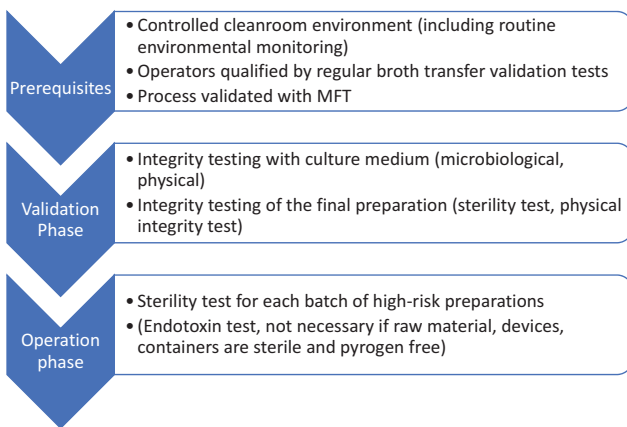 Prerequisites
• Controlled cleanroom environment (including routine
environmental monitoring)
• Operators qualified by regular broth transfer validation tests
• Process validated with MFT
Validation
Phase
• Integrity testing with culture medium (microbiological,
physical)
• Integrity testing of the final preparation (sterility test, physical
integrity test)
Operation
phase
• Sterility test for each batch of high-risk preparations
• (Endotoxin test, not necessary if raw material, devices,
containers are sterile and pyrogen free)